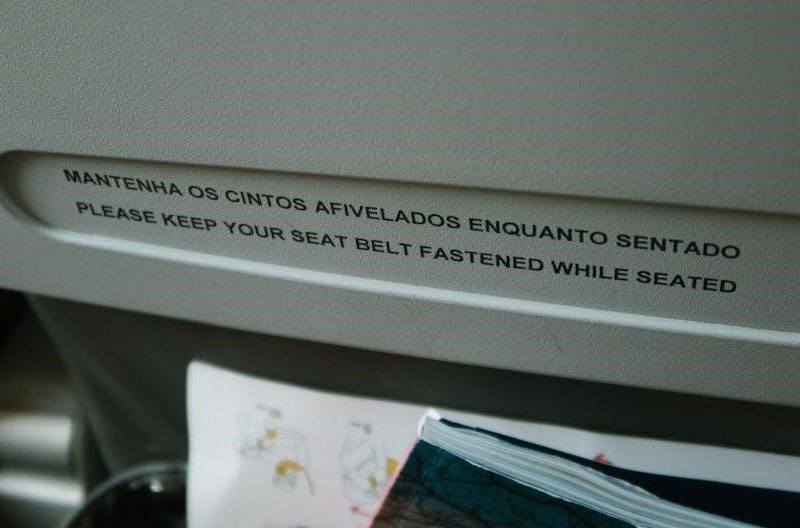 MANTENHA OS CINTOS AFIVELADOS ENQUANTO SENTADO
PLEASE KEEP YOUR SEAT BELT FASTENED WHILE SEATED